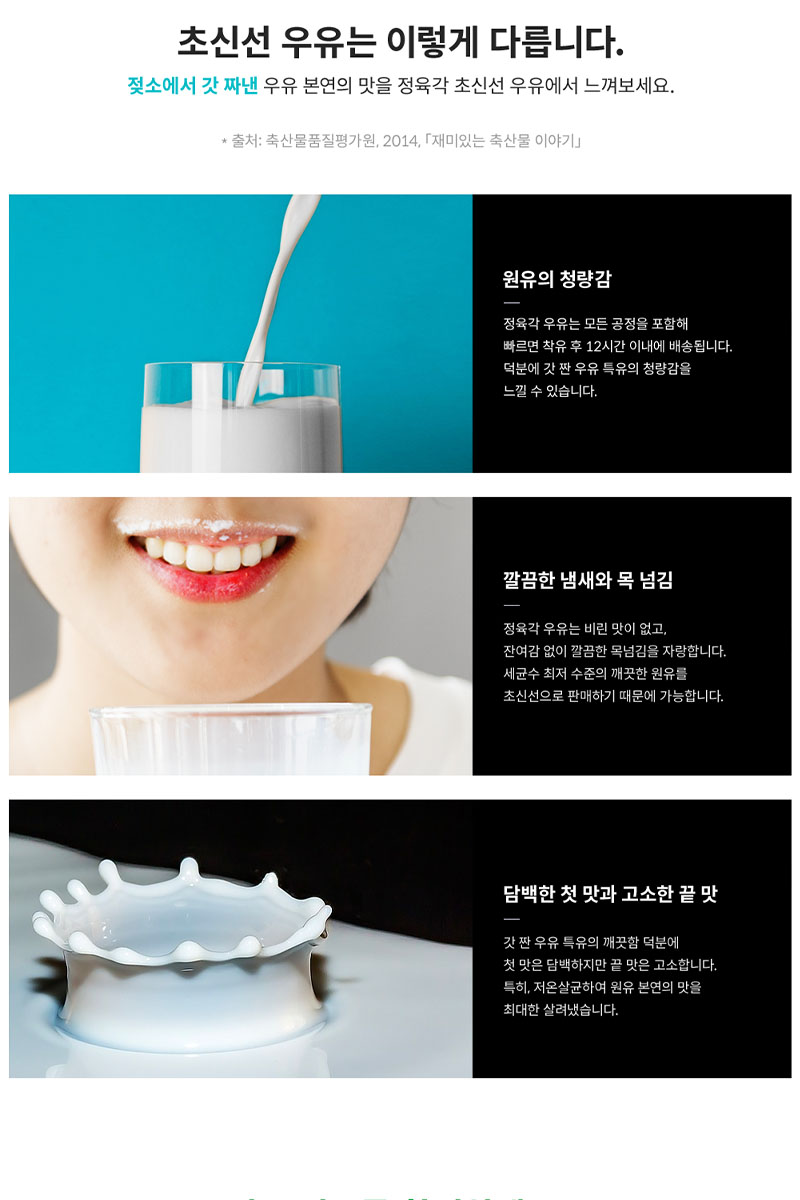 초신선 우유는 이렇게 다릅니다.
젖소에서 갓 짜낸 우유 본연의 맛을 정육각 초신선 우유에서 느껴보세요.
* 출처: 축산물품질평가원, 2014, 「재미있는 축산물 이야기」
원유의 청량감
정육각 우유는 모든 공정을 포함해
빠르면 착유 후 12시간 이내에 배송됩니다.
덕분에 갓 짠 우유 특유의 청량감을
느낄 수 있습니다.
깔끔한 냄새와 목 넘김
정육각 우유는 비린 맛이 없고,
잔여감 없이 깔끔한 목넘김을 자랑합니다.
세균수 최저 수준의 깨끗한 원유를
초신선으로 판매하기 때문에 가능합니다.
담백한 첫 맛과 고소한 끝 맛
갓 짠 우유 특유의 깨끗함 덕분에
첫 맛은 담백하지만 끝 맛은 고소합니다.
특히, 저온살균하여 원유 본연의 맛을
최대한 살려냈습니다.